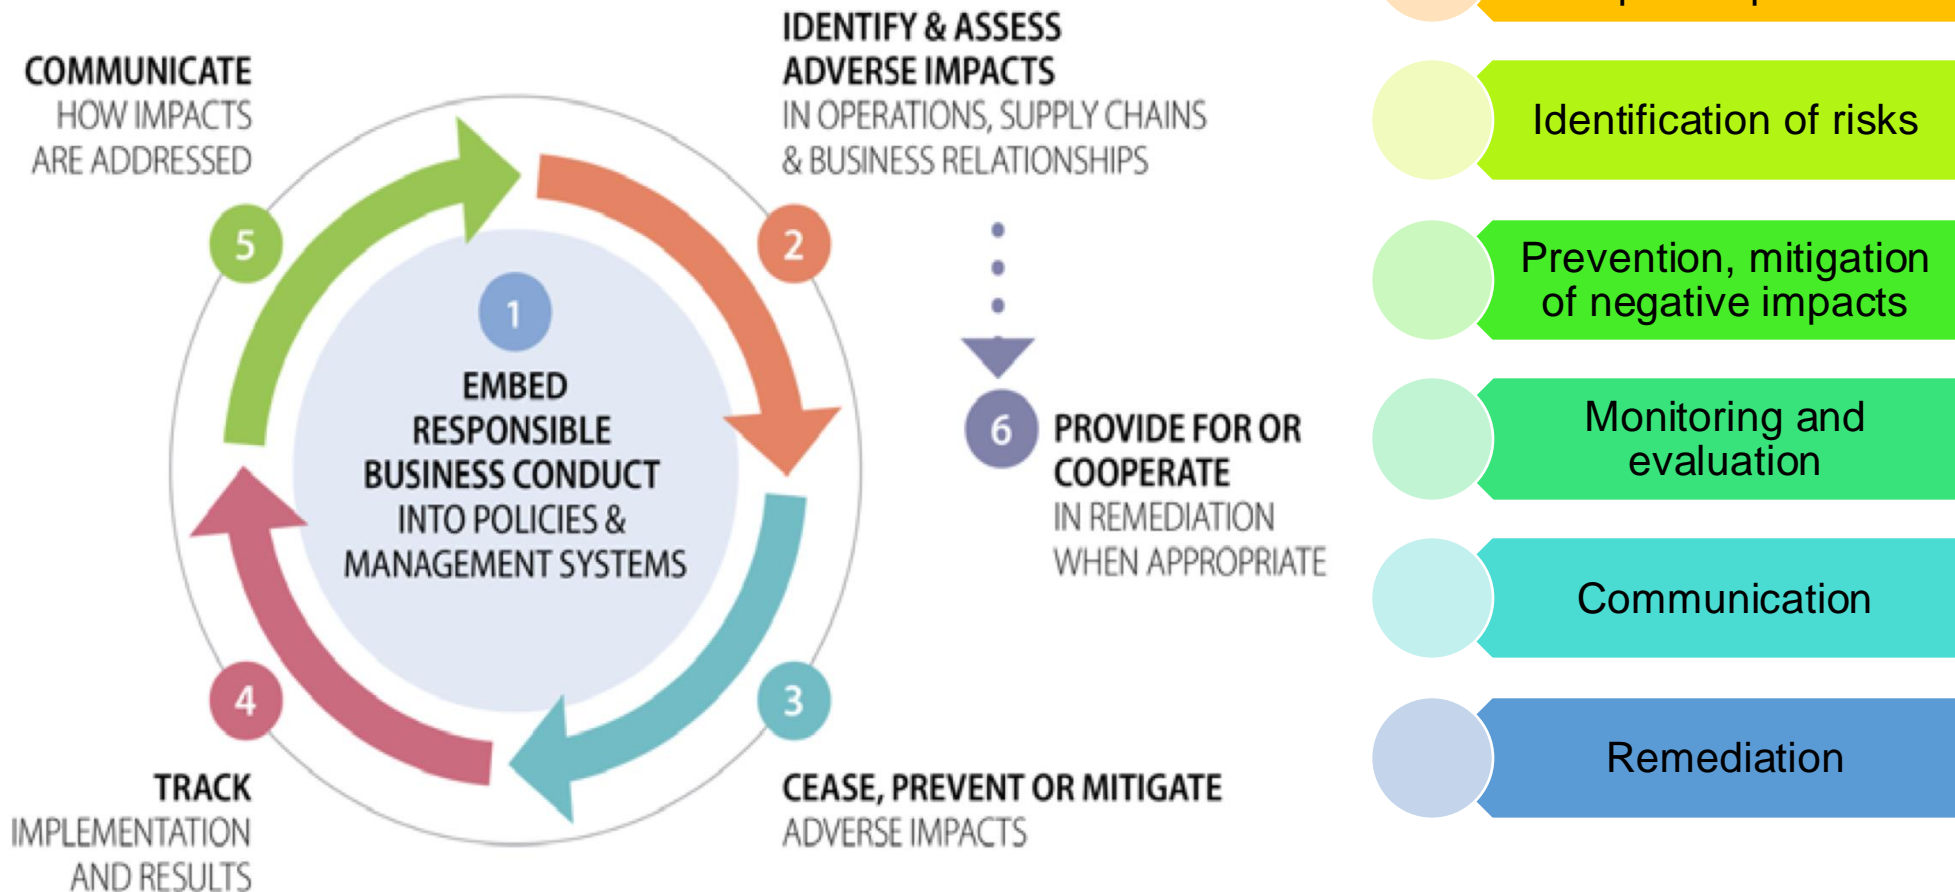 COMMUNICATE
HOW IMPACTS
ARE ADDRESSED
5
IDENTIFY & ASSESS
ADVERSE IMPACTS
IN OPERATIONS, SUPPLY CHAINS
& BUSINESS RELATIONSHIPS
2
1
EMBED
RESPONSIBLE
BUSINESS CONDUCT
INTO POLICIES &
MANAGEMENT SYSTEMS
6
PROVIDE FOR OR
COOPERATE
IN REMEDIATION
WHEN APPROPRIATE
4
TRACK
IMPLEMENTATION
AND RESULTS
3
CEASE, PREVENT OR MITIGATE
ADVERSE IMPACTS
Identification of risks
Prevention, mitigation
of negative impacts
Monitoring and
evaluation
Communication
Remediation